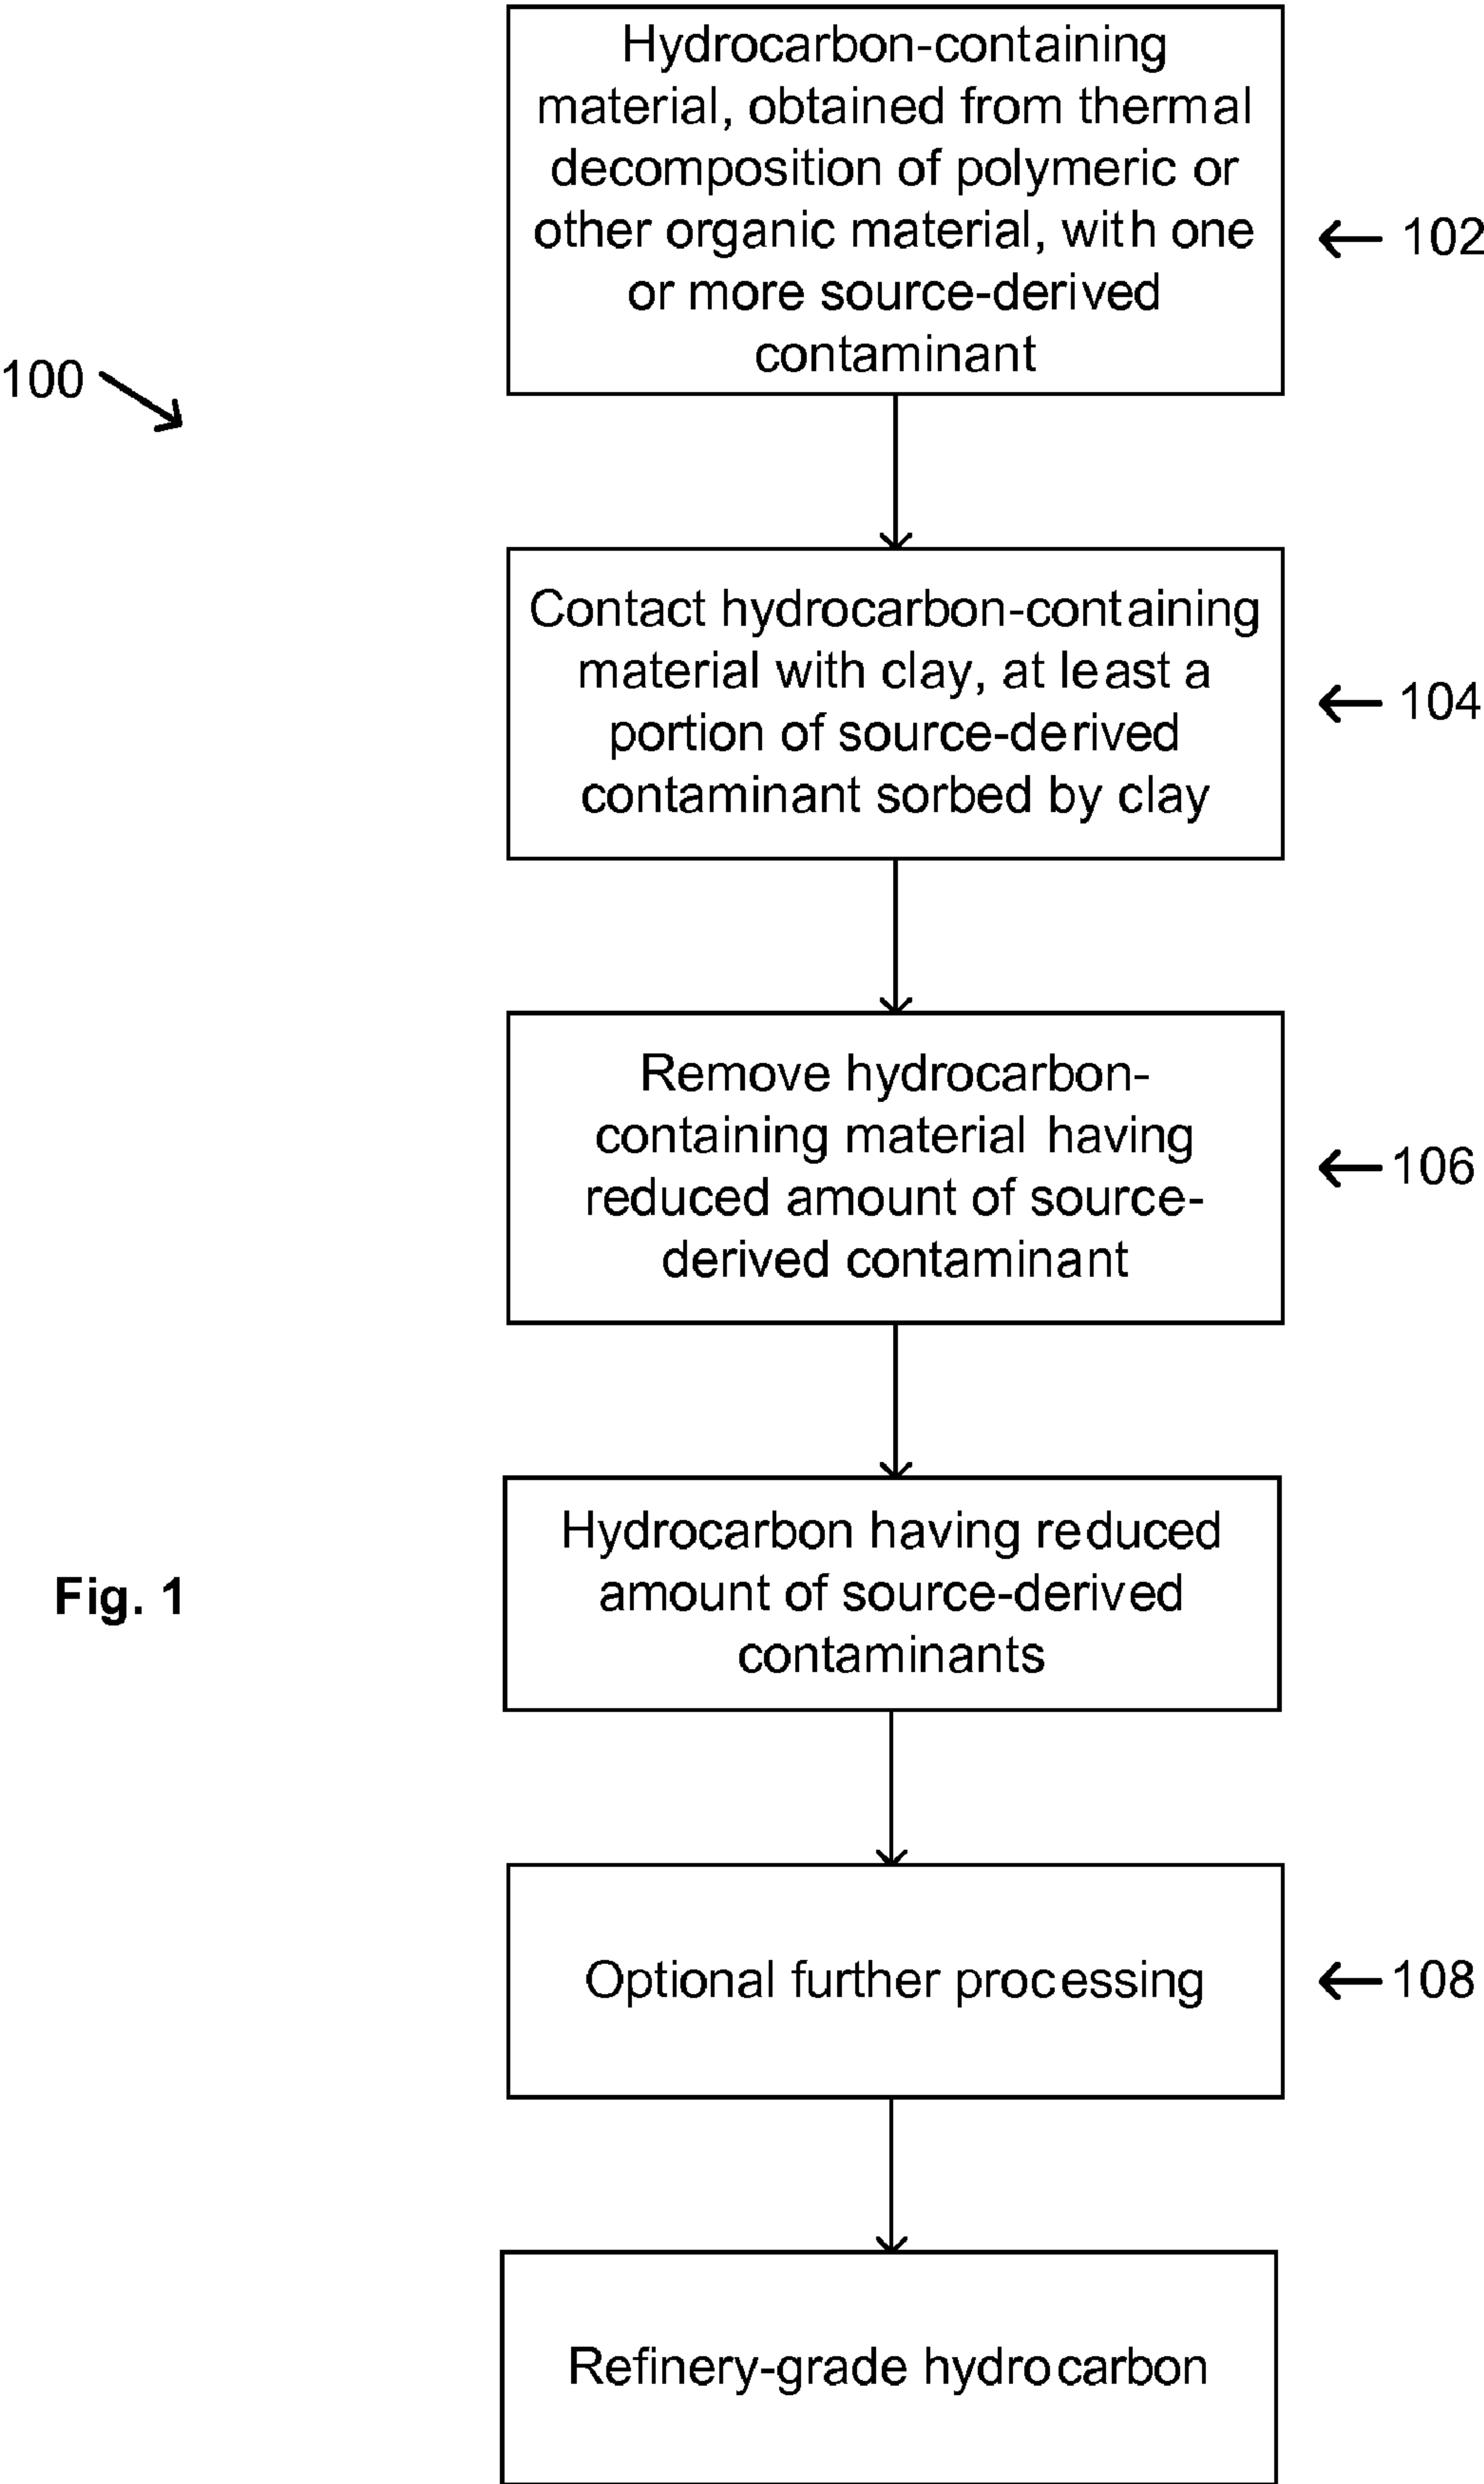 Hydrocarbon-containing
material, obtained from thermal
decomposition of polymeric or
other organic material, with one
or more source-derived
contaminant
102
100
Contact hydrocarbon-containing
material with clay, at least a
portion of source-derived
contaminant sorbed by clay
104
Remove hydrocarbon-
containing material having
reduced amount of source-
derived contaminant
106
Hydrocarbon having reduced
amount of source-derived
contaminants
Fig. 1
Optional further processing
108
Refinery-grade hydrocarbon